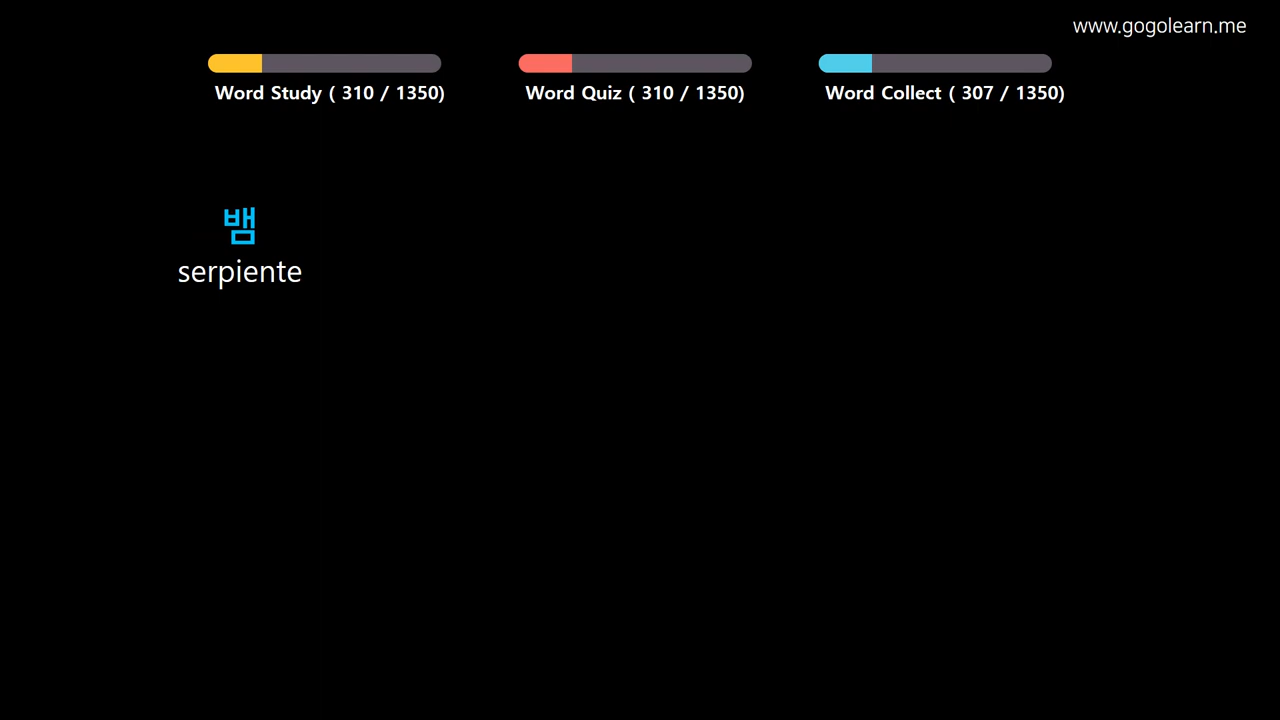 www.gogolearn.me
Word Study ( 310 / 1350)
Word Quiz ( 310 / 1350)
Word Collect ( 307 / 1350)
뱀
serpiente